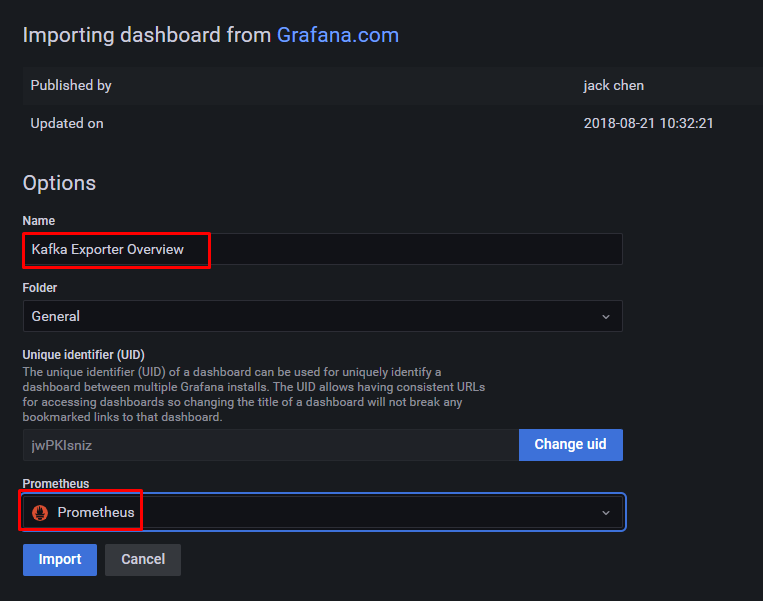 Importing dashboard from Grafana.com
Published by jack chen
Updated on 2018-08-21 10:32:21
Options
Name
Kafka Exporter Overview
Folder
General
Unique identifier (UID)
The unique identifier (UID) of a dashboard can be used for uniquely identify a
dashboard between multiple Grafana installs. The UID allows having consistent URLs
for accessing dashboards so changing the title of a dashboard will not break any
bookmarked links to that dashboard.
jwPKIsniz Change uid
Prometheus
Prometheus
Import Cancel